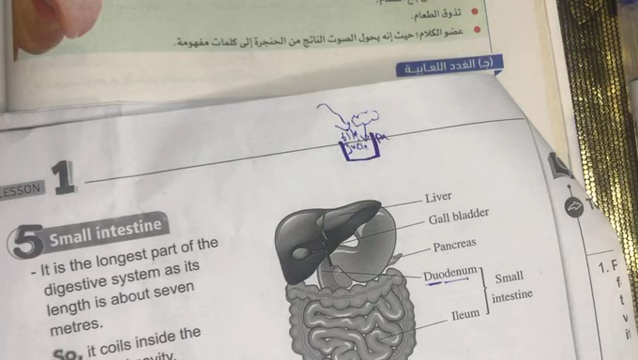 تذوق الطعام.
عضو الكلام؛ حيث إنه يحول الصوت الناتج من الحنجرة إلى كلمات مفهومة.
(ج) الغدد اللعابية
LESSON 1
5 Small intestine
- It is the longest part of the
digestive system as its
length is about seven
metres.
So, it coils inside the
Liver
Gall bladder
Pancreas
Duodenum
Small
intestine
Ileum
1. F